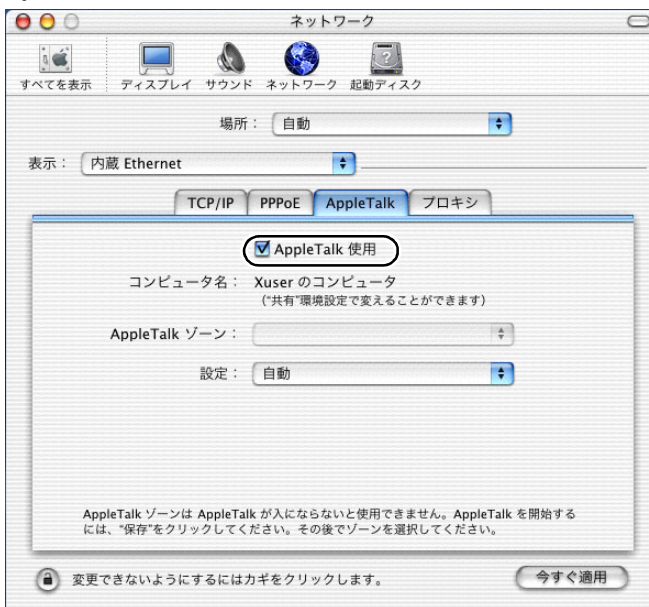 ネットワーク
すべてを表示 ディスプレイ サウンド ネットワーク 起動ディスク
場所： 自動
表示： 内蔵 Ethernet
TCP/IP PPPoE AppleTalk プロキシ
AppleTalk 使用
コンピュータ名： Xuser のコンピュータ
（“共有”環境設定で変えることができます）
AppleTalk ゾーン：
設定： 自動
AppleTalk ゾーンは AppleTalk が入にならないと使用できません。AppleTalk を開始する
には、“保存”をクリックしてください。その後でゾーンを選択してください。
変更できないようにするにはカギをクリックします。 今すぐ適用